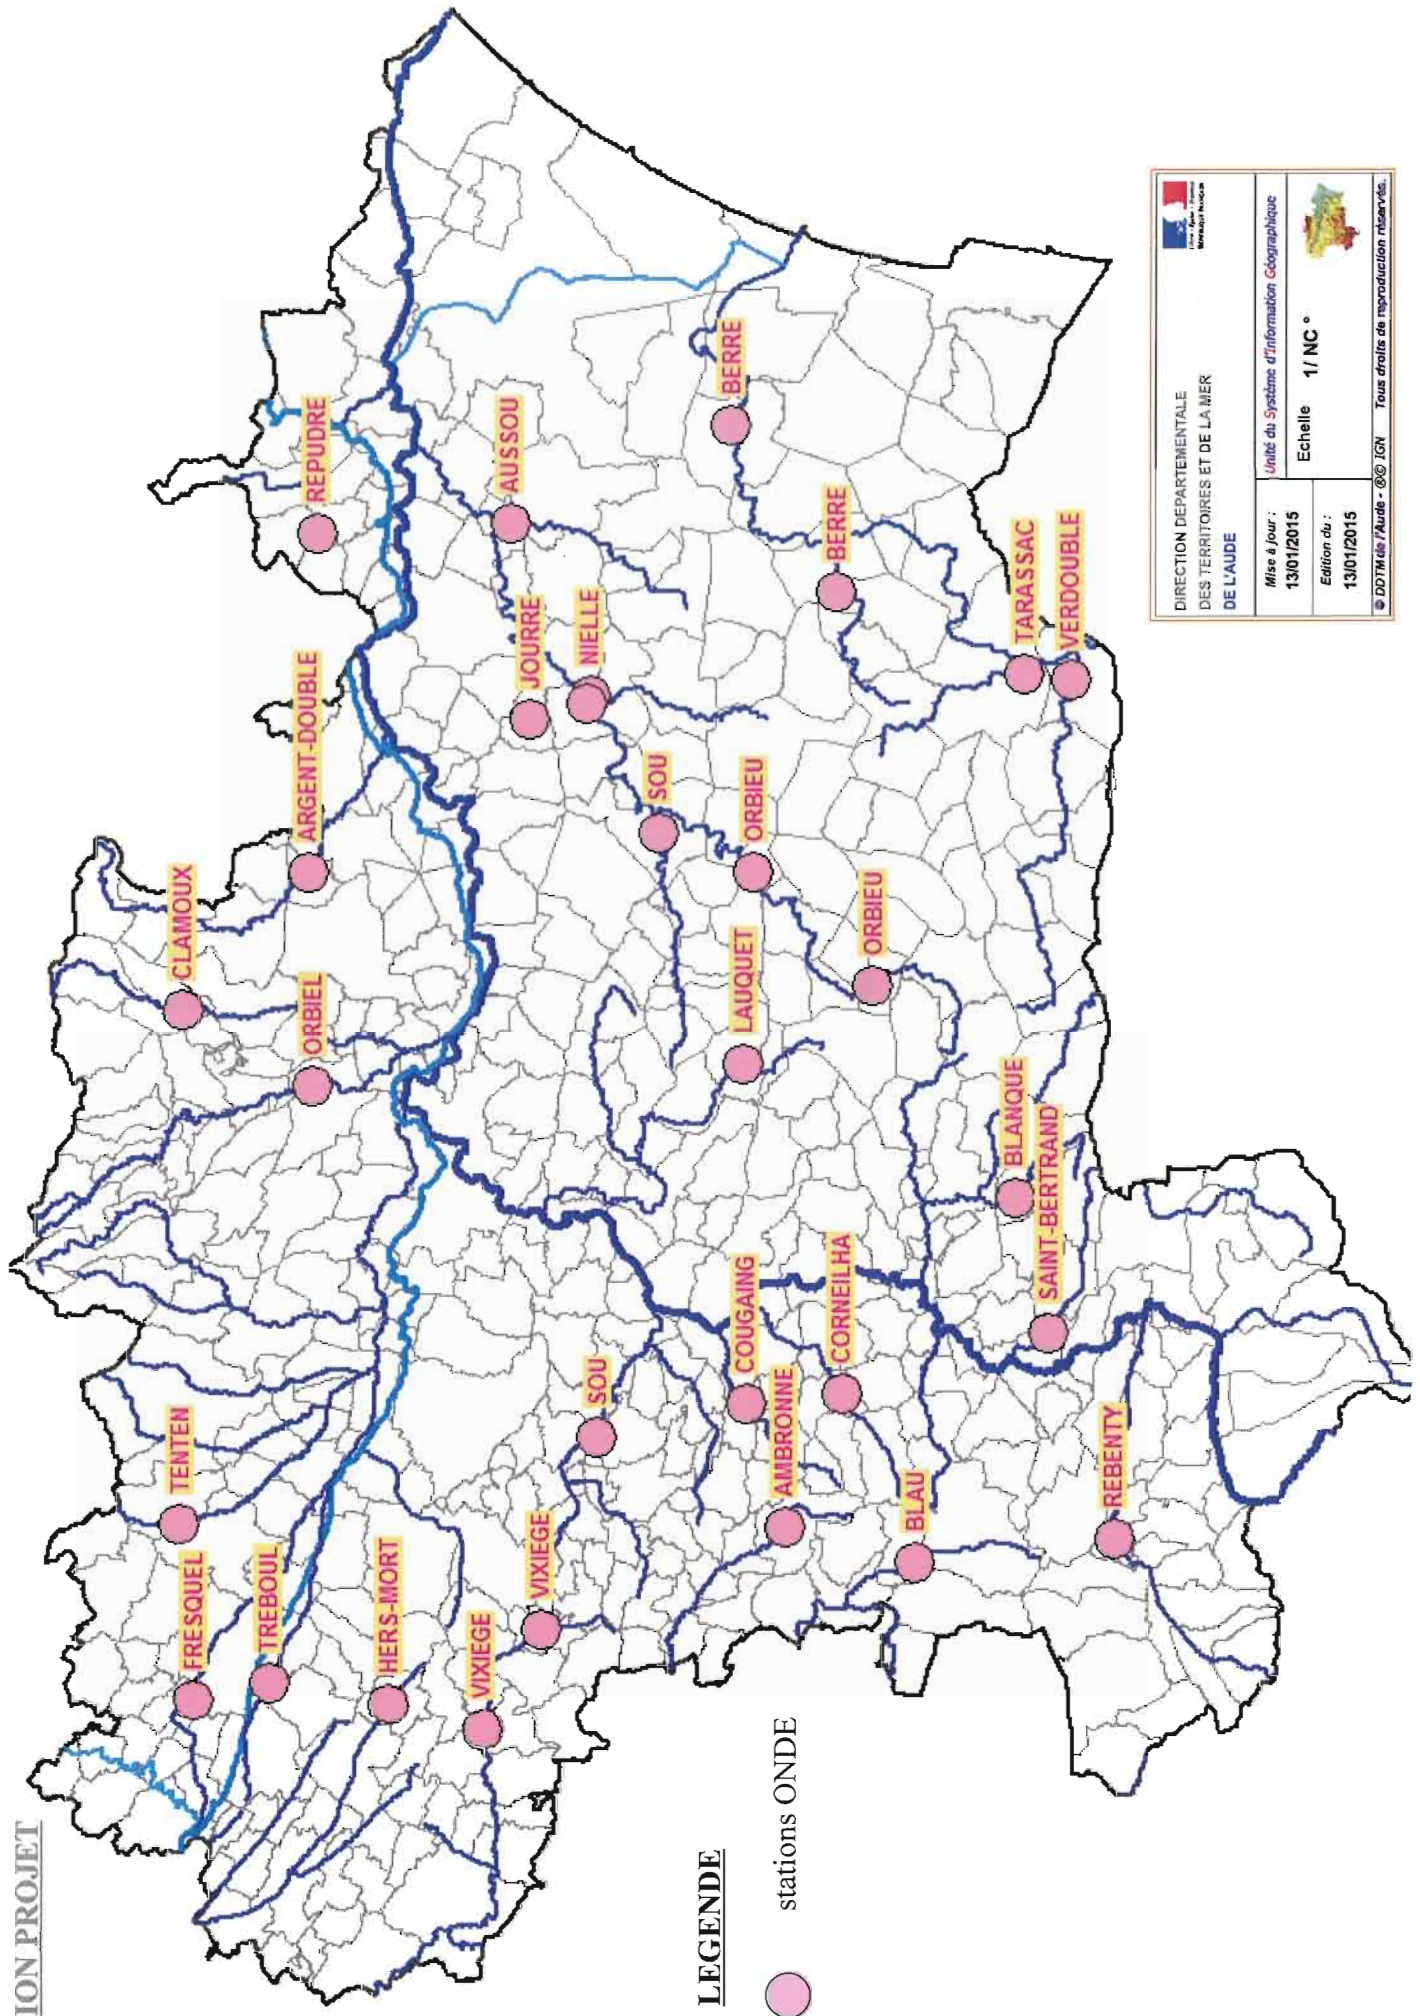 ION PROJET
TENTEN
FRESQUEL
TREBOUL
HERS-MORT
VIXIEGE
VIXIEGE
SOU
COUGAING
AMBRONNE
CORNEILHA
BLAU
REBENTY
SAINT-BERTRAND
BLANQUE
LAUQUET
ORBIEL
CLAMOUX
ARGENT-DOUBLE
ORBIEU
ORBIEU
SOU
NIELLE
JOURRE
AUSSOU
REPUDRE
BERRE
BERRE
TARASSAC
VERDOUBLE
LEGENDE
stations ONDE
DIRECTION DEPARTEMENTALE
DES TERRITOIRES ET DE LA MER
DE L'AUDE
Mise à jour :
13/01/2015
Unité du Système d'Information Géographique
Echelle 1/ NC °
Edition du :
13/01/2015
© DDTM de l'Aude - ®© IGN Tous droits de reproduction réservés.